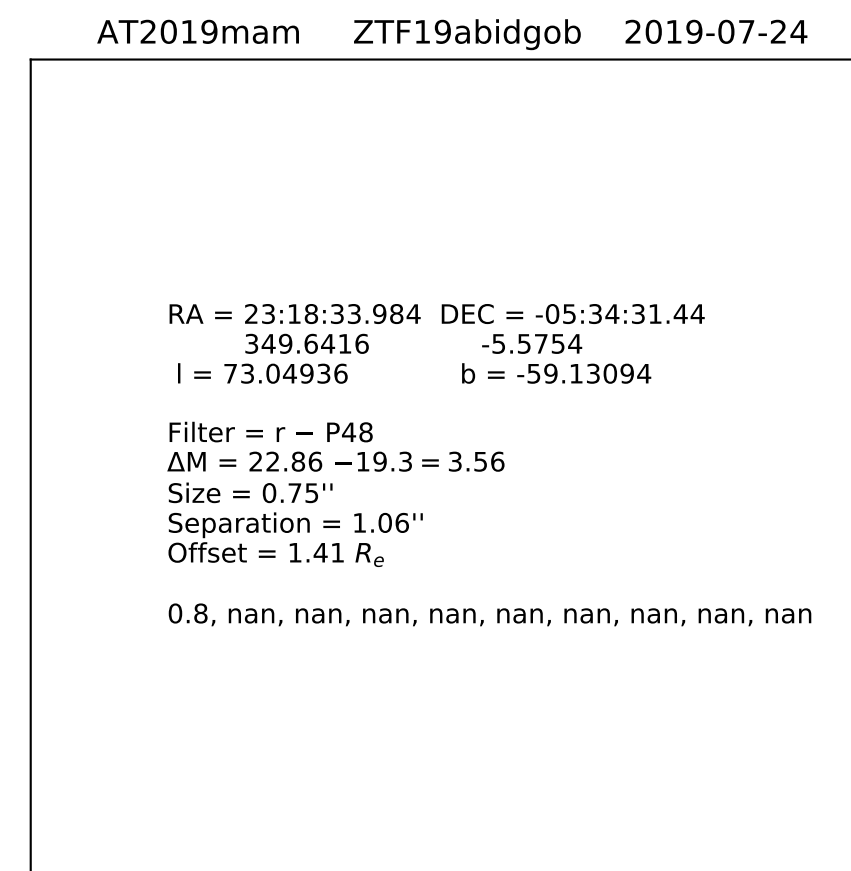 AT2019mam ZTF19abidgob 2019-07-24
RA = 23:18:33.984 DEC = -05:34:31.44
349.6416 -5.5754
l = 73.04936 b = -59.13094
Filter = r − P48
ΔM = 22.86 −19.3 = 3.56
Size = 0.75''
Separation = 1.06''
Offset = 1.41 Re
0.8, nan, nan, nan, nan, nan, nan, nan, nan, nan